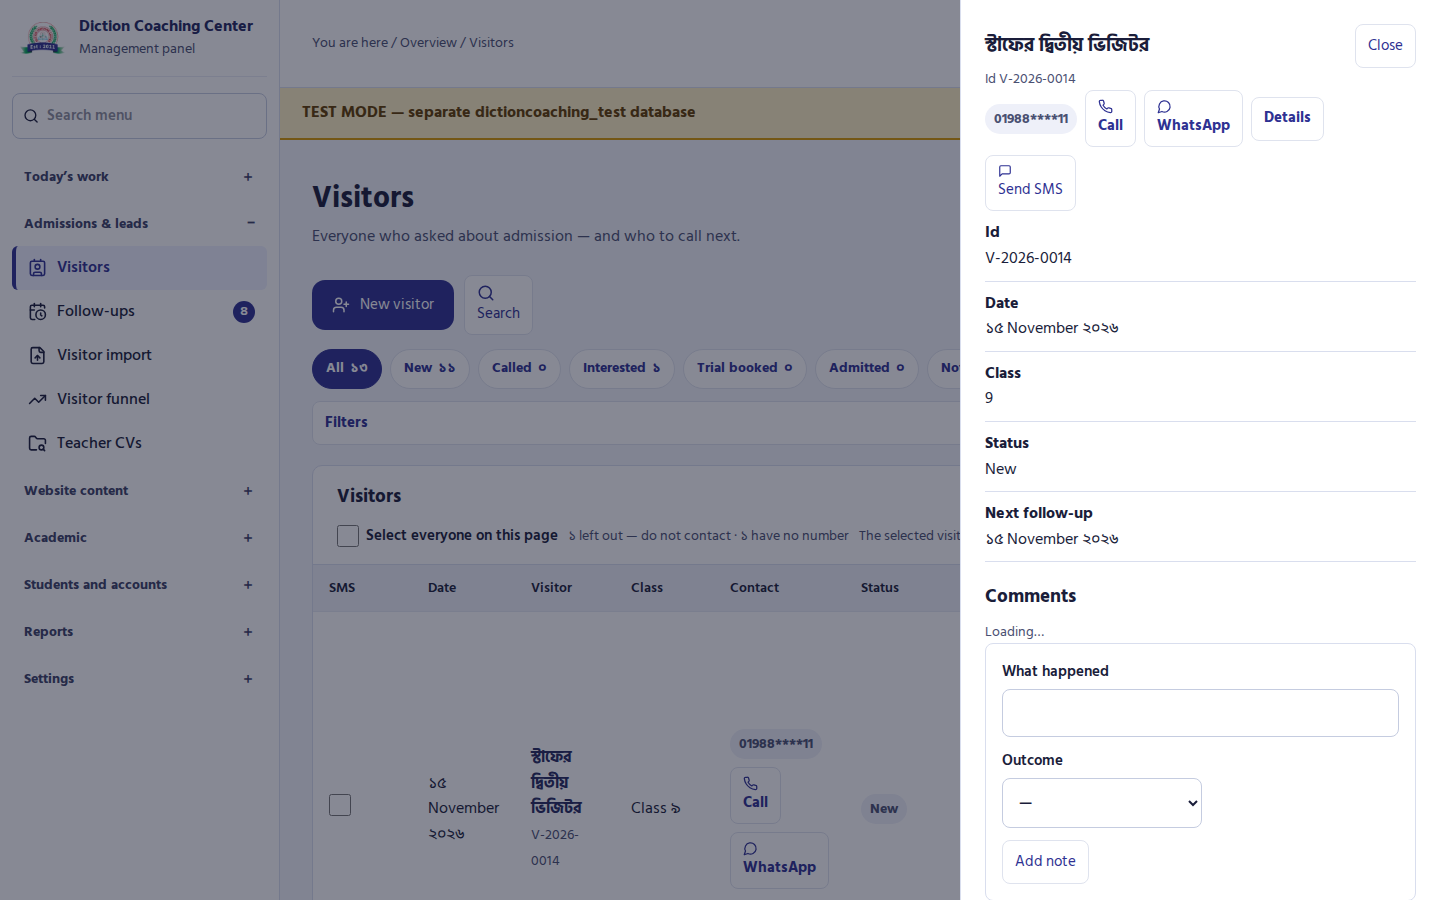 Diction Coaching Center
Management panel
Search menu
Today's work +
Admissions & leads −
Visitors
Follow-ups 8
Visitor import
Visitor funnel
Teacher CVs
Website content +
Academic +
Students and accounts +
Reports +
Settings +
You are here / Overview / Visitors
TEST MODE — separate dictioncoaching_test database
Visitors
Everyone who asked about admission — and who to call next.
New visitor
Search
All ১৩ New ১১ Called ০ Interested ১ Trial booked ০ Admitted ০
Filters
Visitors
Select everyone on this page ১ left out — do not contact · ১ have no number The selected
SMS Date Visitor Class Contact Status
১৫
November
২০২৬
স্টাফের
দ্বিতীয়
ভিজিটর
V-2026-
0014
Class ৯
01988****11
Call
WhatsApp
New
স্টাফের দ্বিতীয় ভিজিটর
Close
Id V-2026-0014
01988****11 Call WhatsApp Details
Send SMS
Id
V-2026-0014
Date
১৫ November ২০২৬
Class
9
Status
New
Next follow-up
১৫ November ২০২৬
Comments
Loading...
What happened
Outcome
—
Add note